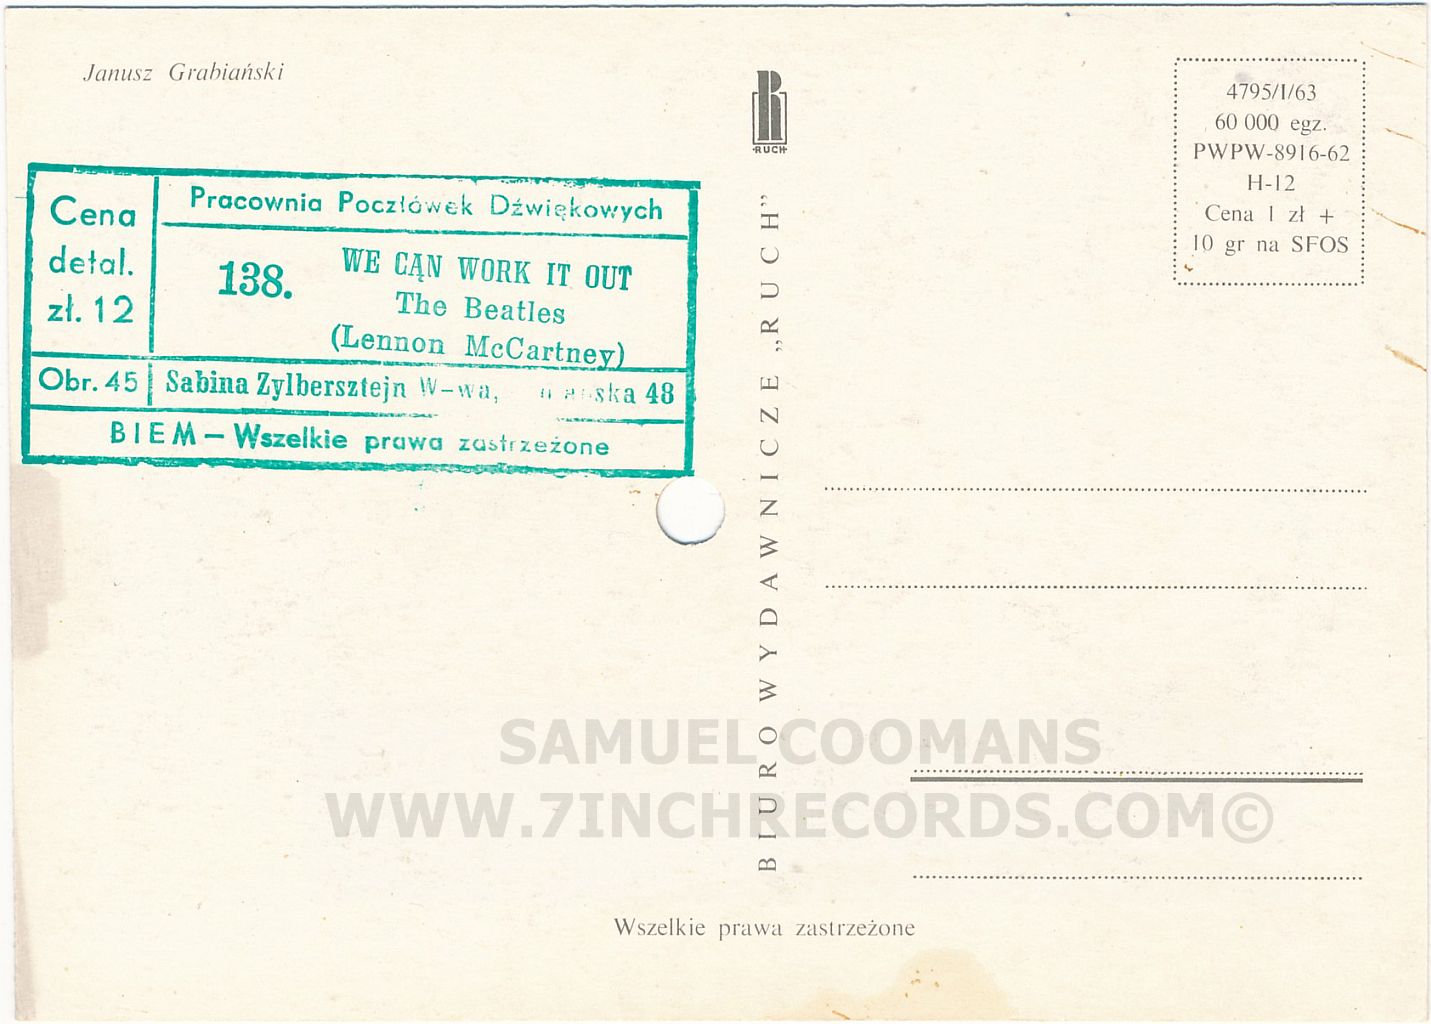 Janusz Grabiański
RUCH
4795/I/63
60 000 egz.
PWPW-8916-62
H-12
Cena 1 zł +
10 gr na SFOS
Cena
detal.
zł. 12
Pracownia Pocztówek Dźwiękowych
138.
WE CĄN WORK IT OUT
The Beatles
(Lennon McCartney)
Obr. 45
Sabina Zylbersztejn W-wa, 48
BIEM – Wszelkie prawa zastrzeżone
BIURO WYDAWNICZE „RUCH”
SAMUEL COOMANS
WWW.7INCHRECORDS.COM©
Wszelkie prawa zastrzeżone